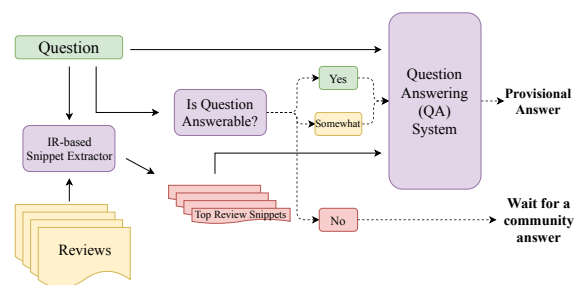 Question
Is Question
Answerable?
Yes
Somewhat
Question
Answering
(QA)
System
Provisional
Answer
IR-based
Snippet Extractor
Top Review Snippets
No
Wait for a
community
answer
Reviews